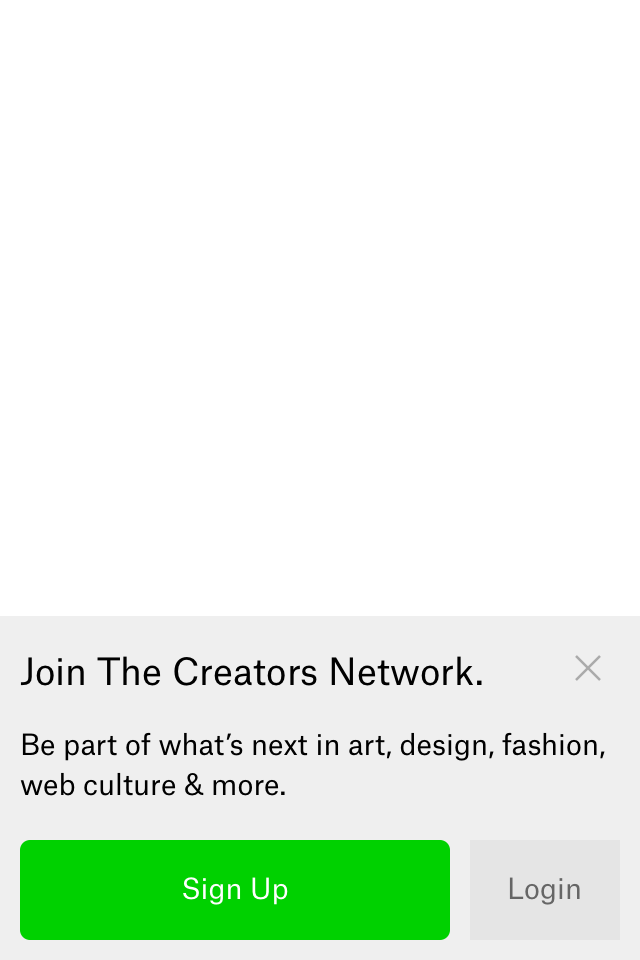 Join The Creators Network.
Be part of what’s next in art, design, fashion,
web culture & more.
Sign Up
Login